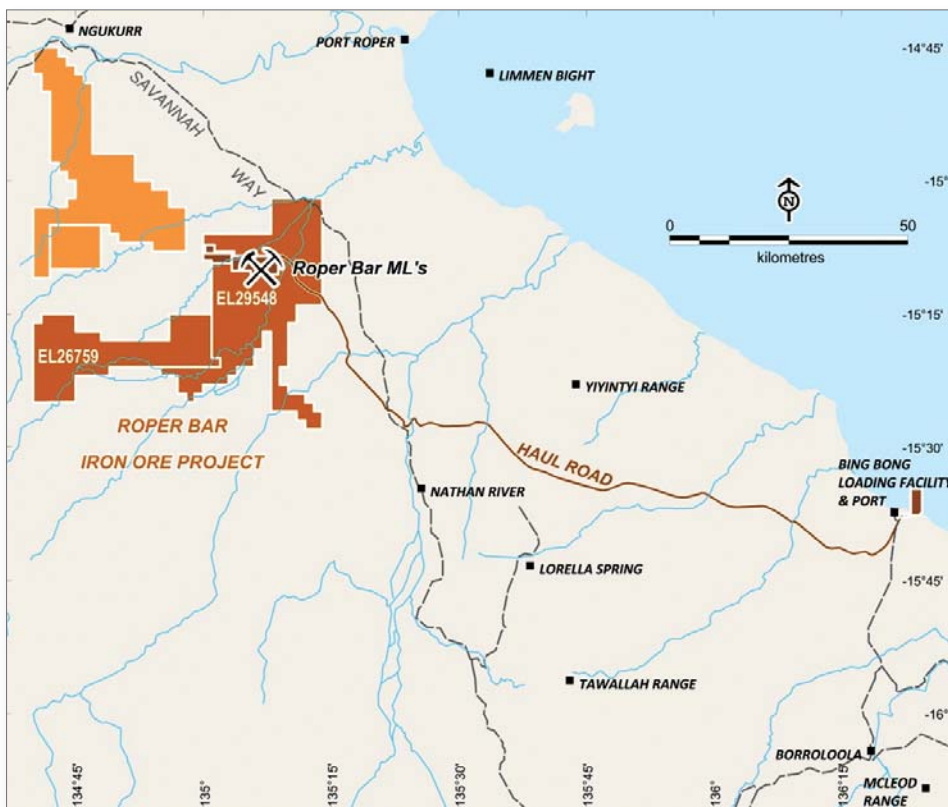 NGUKURR
PORT ROPER
-14°45'
LIMMEN BIGHT
SAVANNAH
WAY
-15°
N
0
50
kilometres
Roper Bar ML's
EL29548
-15°15'
EL26759
YIYINTYI RANGE
ROPER BAR
IRON ORE PROJECT
HAUL ROAD
-15°30'
BING BONG
LOADING FACILITY
& PORT
NATHAN RIVER
LORELLA SPRING
-15°45'
TAWALLAH RANGE
-16°
BORROLOOLA
MCLEOD
RANGE
134°45'
135°
135°15'
135°30'
135°45'
136°
136°15'